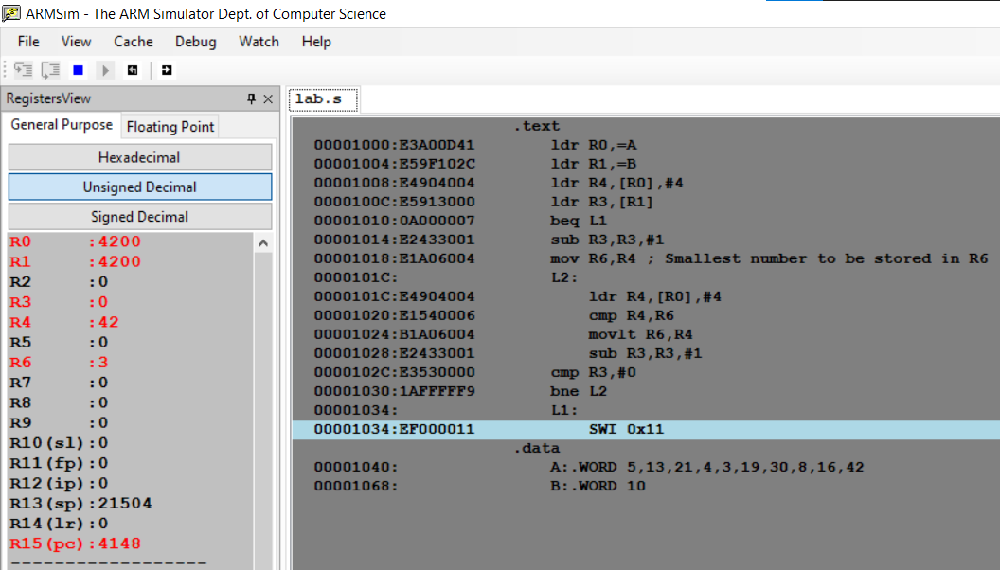 ARMSim - The ARM Simulator Dept. of Computer Science
File View Cache Debug Watch Help
RegistersView
General Purpose Floating Point
Hexadecimal
Unsigned Decimal
Signed Decimal
R0 :4200
R1 :4200
R2 :0
R3 :0
R4 :42
R5 :0
R6 :3
R7 :0
R8 :0
R9 :0
R10(sl):0
R11(fp):0
R12(ip):0
R13(sp):21504
R14(lr):0
R15(pc):4148
------------------
lab.s
.text
00001000:E3A00D41 ldr R0,=A
00001004:E59F102C ldr R1,=B
00001008:E4904004 ldr R4,[R0],#4
0000100C:E5913000 ldr R3,[R1]
00001010:0A000007 beq L1
00001014:E2433001 sub R3,R3,#1
00001018:E1A06004 mov R6,R4 ; Smallest number to be stored in R6
0000101C: L2:
0000101C:E4904004 ldr R4,[R0],#4
00001020:E1540006 cmp R4,R6
00001024:B1A06004 movlt R6,R4
00001028:E2433001 sub R3,R3,#1
0000102C:E3530000 cmp R3,#0
00001030:1AFFFFF9 bne L2
00001034: L1:
00001034:EF000011 SWI 0x11
.data
00001040: A:.WORD 5,13,21,4,3,19,30,8,16,42
00001068: B:.WORD 10